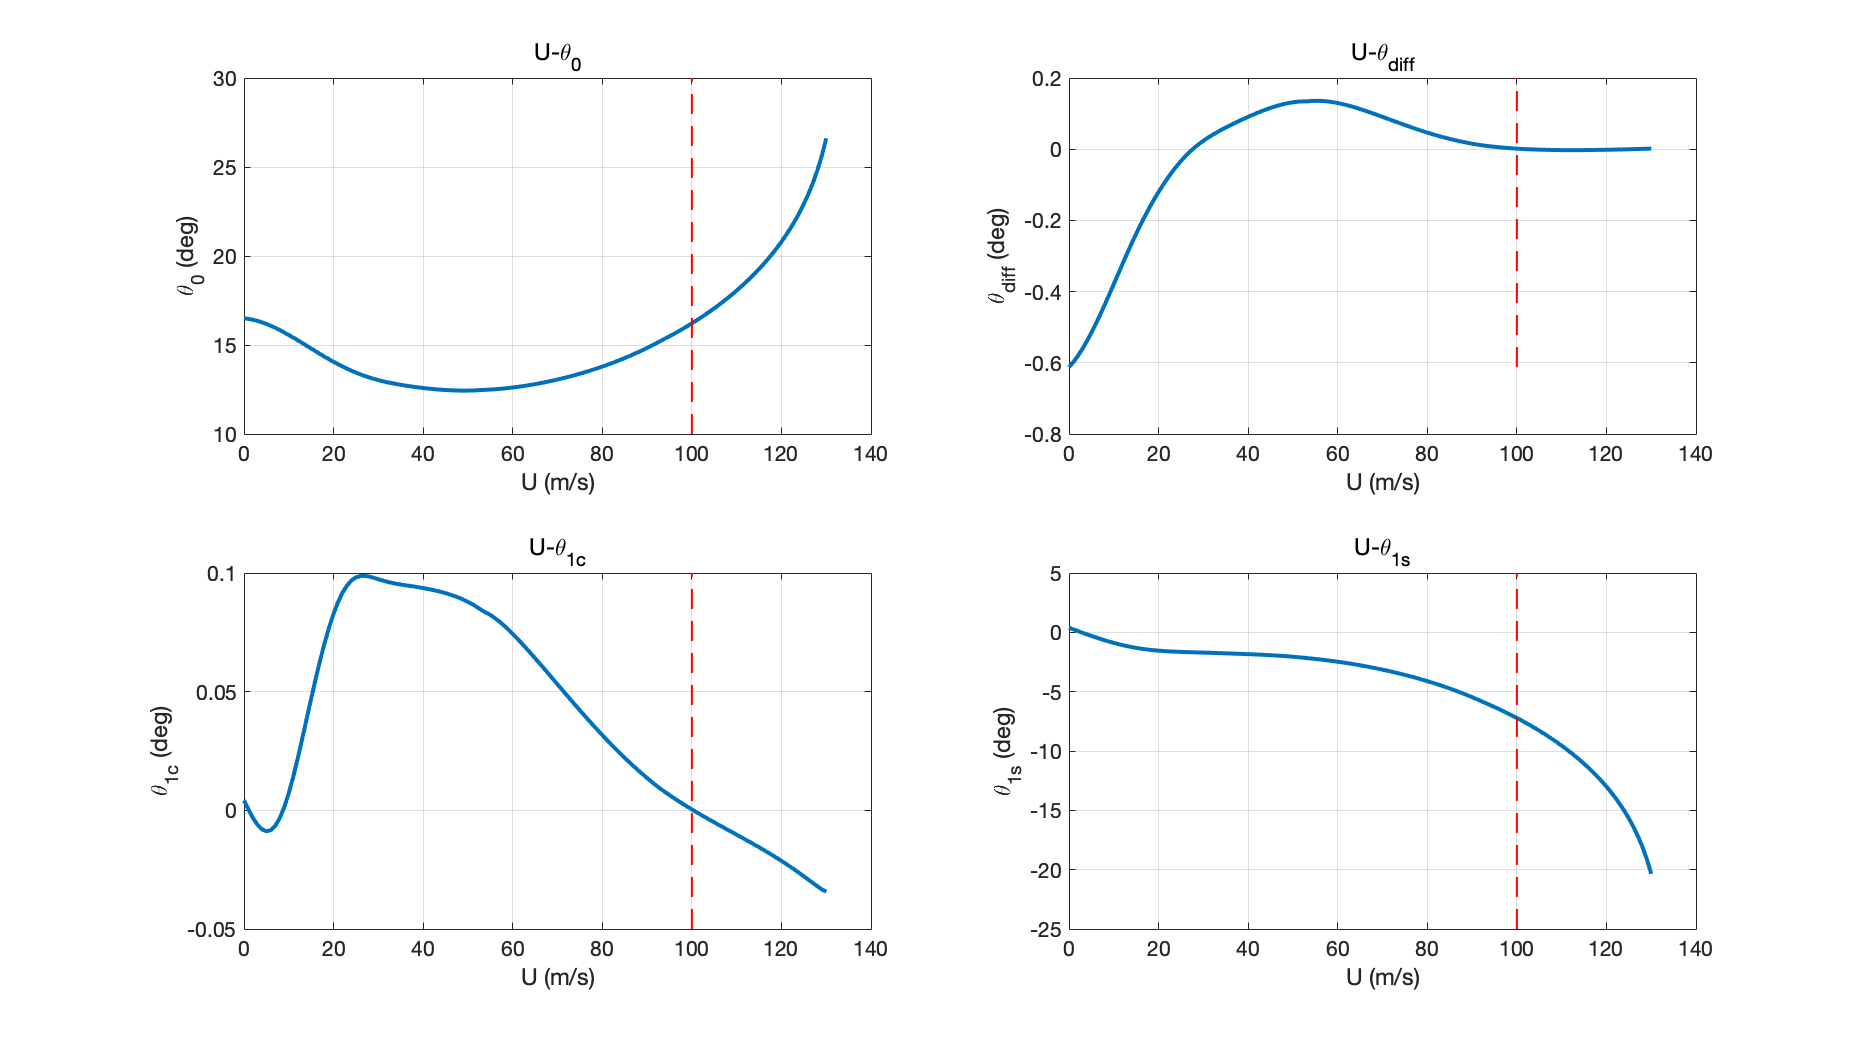 U-θ0
30
25
20
15
10
θ0 (deg)
0 20 40 60 80 100 120 140
U (m/s)
U-θdiff
0.2
0
-0.2
-0.4
-0.6
-0.8
θdiff (deg)
0 20 40 60 80 100 120 140
U (m/s)
U-θ1c
0.1
0.05
0
-0.05
θ1c (deg)
0 20 40 60 80 100 120 140
U (m/s)
U-θ1s
5
0
-5
-10
-15
-20
-25
θ1s (deg)
0 20 40 60 80 100 120 140
U (m/s)